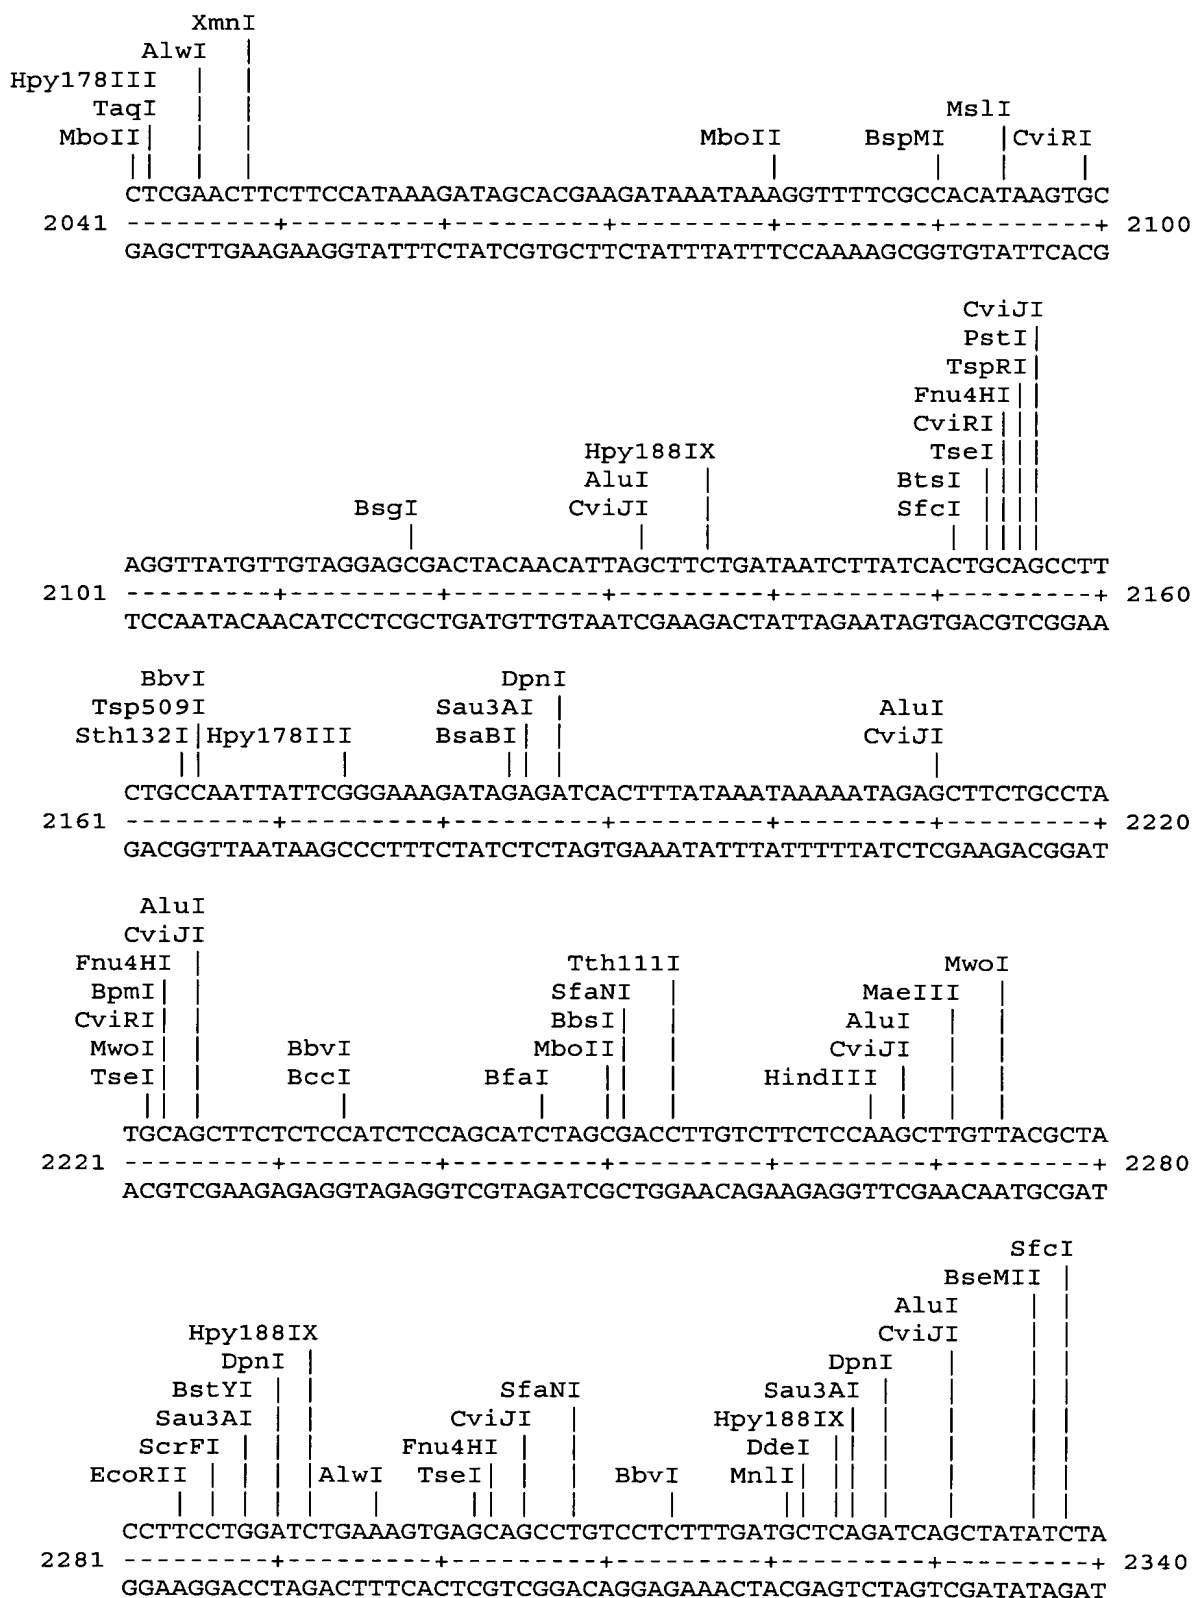 XmnI
AlwI |
Hpy178III | |
TaqI | |
MboII| | | MboII BspMI MslI |CviRI
|| | | | | | |
CTCGAACTTCTTCCATAAAGATAGCACGAAGATAAATAAAGGTTTTCGCCACATAAGTGC
2041 ---------+---------+---------+---------+---------+---------+ 2100
GAGCTTGAAGAAGGTATTTCTATCGTGCTTCTATTTATTTCCAAAAGCGGTGTATTCACG
CviJI
PstI|
TspRI|
Fnu4HI||
CviRI|||
Hpy188IX TseI|||
AluI | BtsI ||||
BsgI CviJI | SfcI ||||
| | | | ||||
AGGTTATGTTGTAGGAGCGACTACAACATTAGCTTCTGATAATCTTATCACTGCAGCCTT
2101 ---------+---------+---------+---------+---------+---------+ 2160
TCCAATACAACATCCTCGCTGATGTTGTAATCGAAGACTATTAGAATAGTGACGTCGGAA
BbvI DpnI
Tsp509I Sau3AI | AluI
Sth132I|Hpy178III BsaBI| | CviJI
|| | || | |
CTGCCAATTATTCGGGAAAGATAGAGATCACTTTATAAATAAAAATAGAGCTTCTGCCTA
2161 ---------+---------+---------+---------+---------+---------+ 2220
GACGGTTAATAAGCCCTTTCTATCTCTAGTGAAATATTTATTTTTATCTCGAAGACGGAT
AluI
CviJI
Fnu4HI | Tth111I MwoI
BpmI| | SfaNI | MaeIII |
CviRI| | BbsI| | AluI | |
MwoI| | BbvI MboII| | CviJI | |
TseI| | BccI BfaI || | HindIII | | |
|| | | | || | | | | |
TGCAGCTTCTCTCCATCTCCAGCATCTAGCGACCTTGTCTTCTCCAAGCTTGTTACGCTA
2221 ---------+---------+---------+---------+---------+---------+ 2280
ACGTCGAAGAGAGGTAGAGGTCGTAGATCGCTGGAACAGAAGAGGTTCGAACAATGCGAT
SfcI
BseMII |
AluI | |
Hpy188IX CviJI | |
DpnI | DpnI | | |
BstYI | | SfaNI Sau3AI | | | |
Sau3AI | | CviJI | Hpy188IX| | | | |
ScrFI | | | Fnu4HI | | DdeI || | | | |
EcoRII | | | |AlwI TseI| | | BbvI MnlI| || | | | |
| | | | | | || | | | || || | | | |
CCTTCCTGGATCTGAAAGTGAGCAGCCTGTCCTCTTTGATGCTCAGATCAGCTATATCTA
2281 ---------+---------+---------+---------+---------+---------+ 2340
GGAAGGACCTAGACTTTCACTCGTCGGACAGGAGAAACTACGAGTCTAGTCGATATAGAT